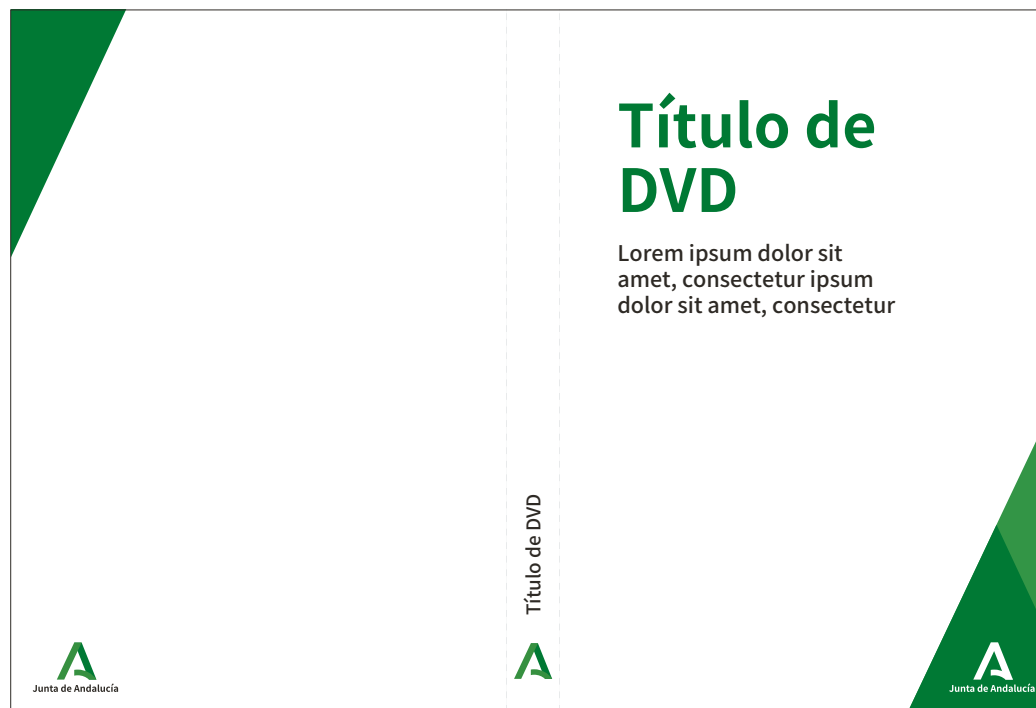 Título de
DVD
Lorem ipsum dolor sit
amet, consectetur ipsum
dolor sit amet, consectetur
Título de DVD
Junta de Andalucía
Junta de Andalucía